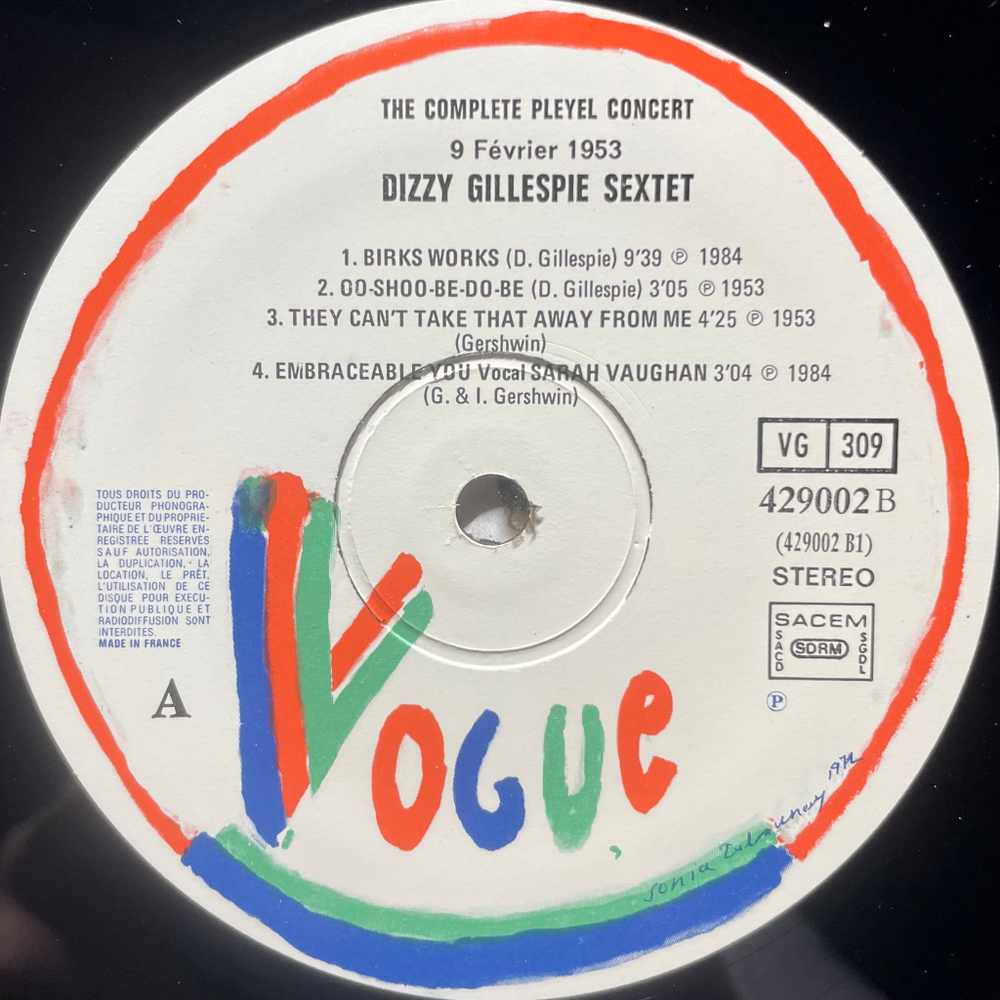 THE COMPLETE PLEYEL CONCERT
9 Février 1953
DIZZY GILLESPIE SEXTET
1. BIRKS WORKS (D. Gillespie) 9'39 ℗ 1984
2. OO-SHOO-BE-DO-BE (D. Gillespie) 3'05 ℗ 1953
3. THEY CAN'T TAKE THAT AWAY FROM ME 4'25 ℗ 1953
(Gershwin)
4. EMBRACEABLE YOU Vocal SARAH VAUGHAN 3'04 ℗ 1984
(G. & I. Gershwin)
VG 309
429002 B
(429002 B1)
STEREO
SACEM
SACD
SDRM
SGDL
℗
TOUS DROITS DU PRO-
DUCTEUR PHONOGRA-
PHIQUE ET DU PROPRIE-
TAIRE DE L'ŒUVRE EN-
REGISTREE RESERVES
SAUF AUTORISATION,
LA DUPLICATION, LA
LOCATION, LE PRÊT,
L'UTILISATION DE CE
DISQUE POUR EXECU-
TION PUBLIQUE ET
RADIODIFFUSION SONT
INTERDITES.
MADE IN FRANCE
A
VOGUE
sonia Delaunay 1972